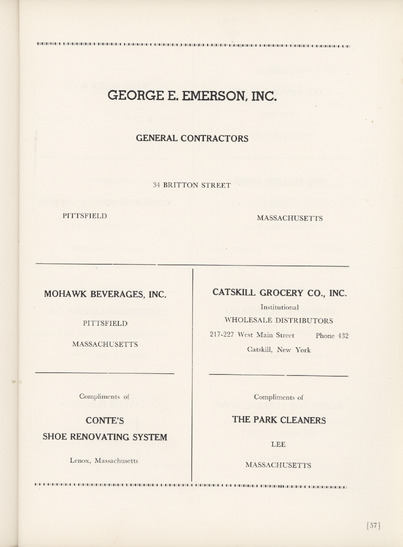 GEORGE E. EMERSON, INC.
GENERAL CONTRACTORS
34 BRITTON STREET
PITTSFIELD MASSACHUSETTS
MOHAWK BEVERAGES, INC.
PITTSFIELD
MASSACHUSETTS
CATSKILL GROCERY CO., INC.
Institutional
WHOLESALE DISTRIBUTORS
217-227 West Main Street Phone 432
Catskill, New York
Compliments of
CONTE'S
SHOE RENOVATING SYSTEM
Lenox, Massachusetts
Compliments of
THE PARK CLEANERS
LEE
MASSACHUSETTS
[57]